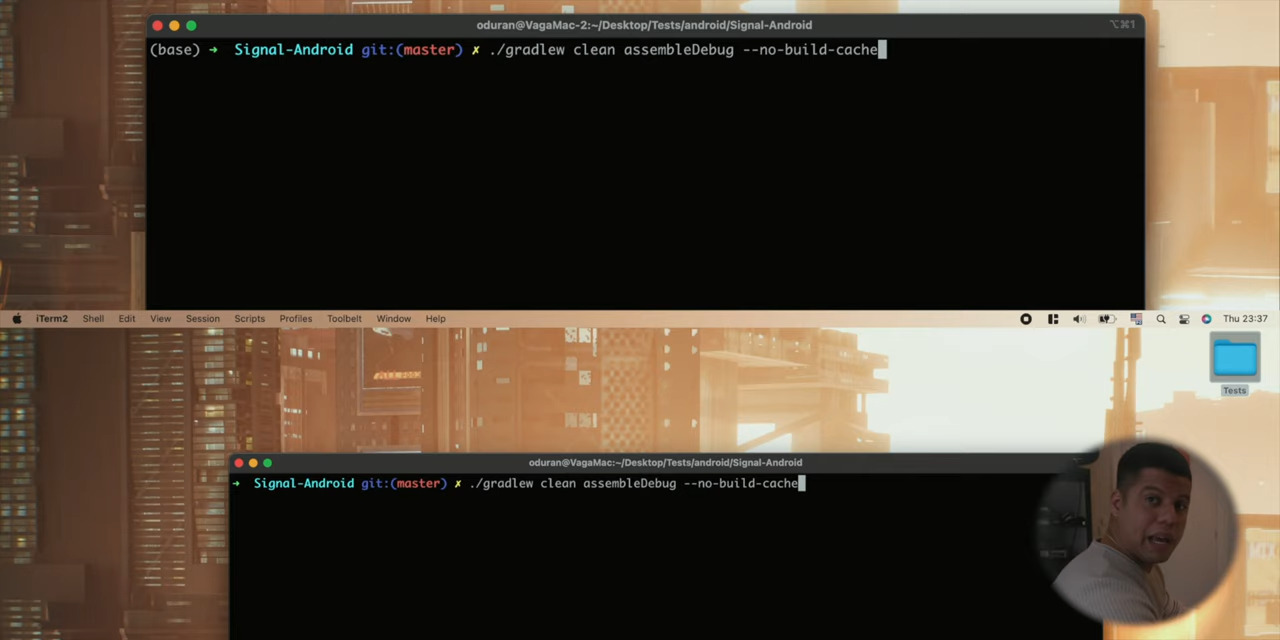 oduran@VagaMac-2:~/Desktop/Tests/android/Signal-Android
⌥⌘1
(base) ➜ Signal-Android git:(master) ✗ ./gradlew clean assembleDebug --no-build-cache
iTerm2 Shell Edit View Session Scripts Profiles Toolbelt Window Help Thu 23:37
Tests
oduran@VagaMac:~/Desktop/Tests/android/Signal-Android
➜ Signal-Android git:(master) ✗ ./gradlew clean assembleDebug --no-build-cache